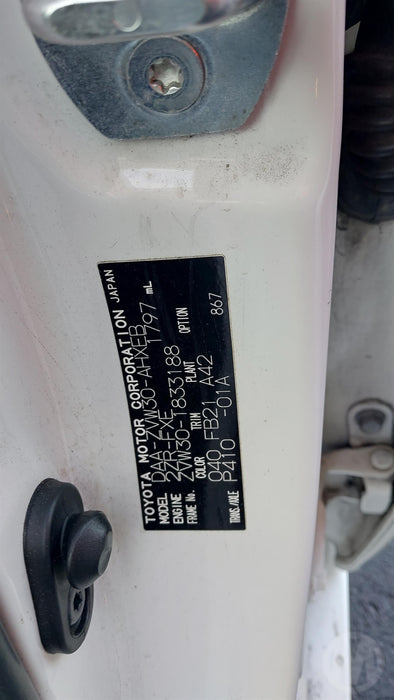 TOYOTA MOTOR CORPORATION JAPAN
MODEL DAA-ZVW30-AHXEB
ENGINE 2ZR-FXE 1797 mL
FRAME No. ZVW30-1833188
COLOR TRIM PLANT OPTION
040 FB21 A42 867
TRANS./AXLE P410 -01A